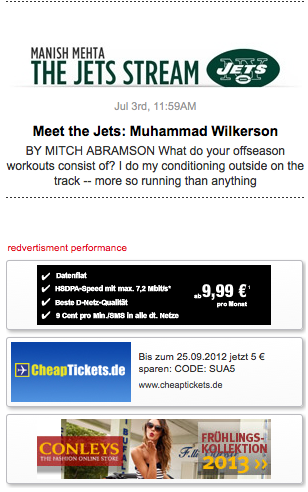 MANISH MEHTA
THE JETS STREAM JETS
Jul 3rd, 11:59AM
Meet the Jets: Muhammad Wilkerson
BY MITCH ABRAMSON What do your offseason
workouts consist of? I do my conditioning outside on the
track -- more so running than anything
redvertisment performance
Datenflat
HSDPA-Speed mit max. 7,2 Mbit/s*
Beste D-Netz-Qualität
9 Cent pro Min./SMS in alle dt. Netze
ab 9,99 €¹
pro Monat
CheapTickets.de
Bis zum 25.09.2012 jetzt 5 €
sparen: CODE: SUA5
www.cheaptickets.de
CONLEYS
THE FASHION ONLINE STORE
FRÜHLINGS-
KOLLEKTION
2013 »